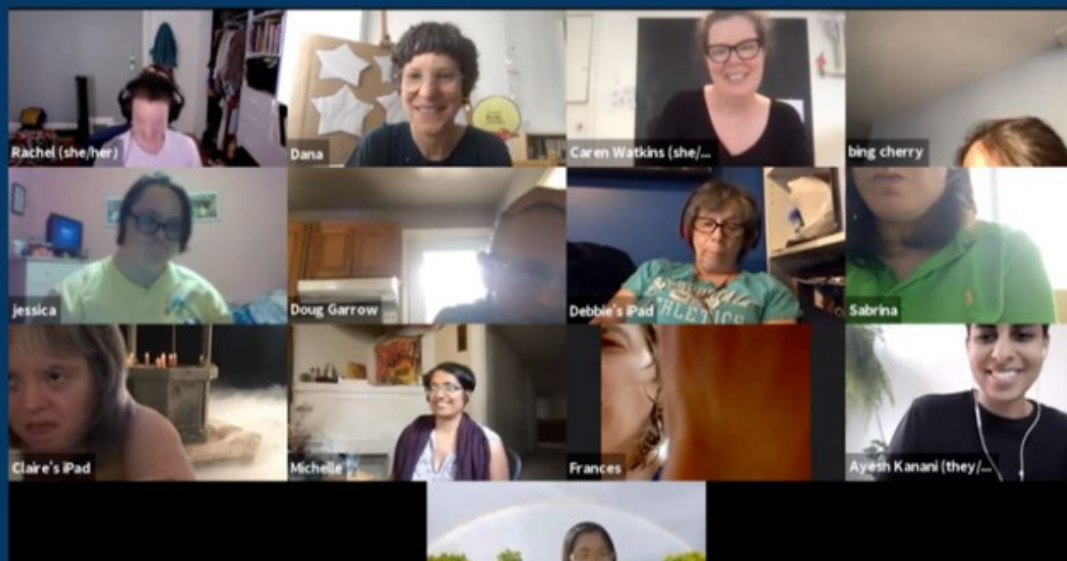 Rachel (she/her)
Dana
Caren Watkins (she/...
bing cherry
jessica
Doug Garrow
Debbie's iPad
Sabrina
Claire's iPad
Michelle
Frances
Ayesh Kanani (they/...